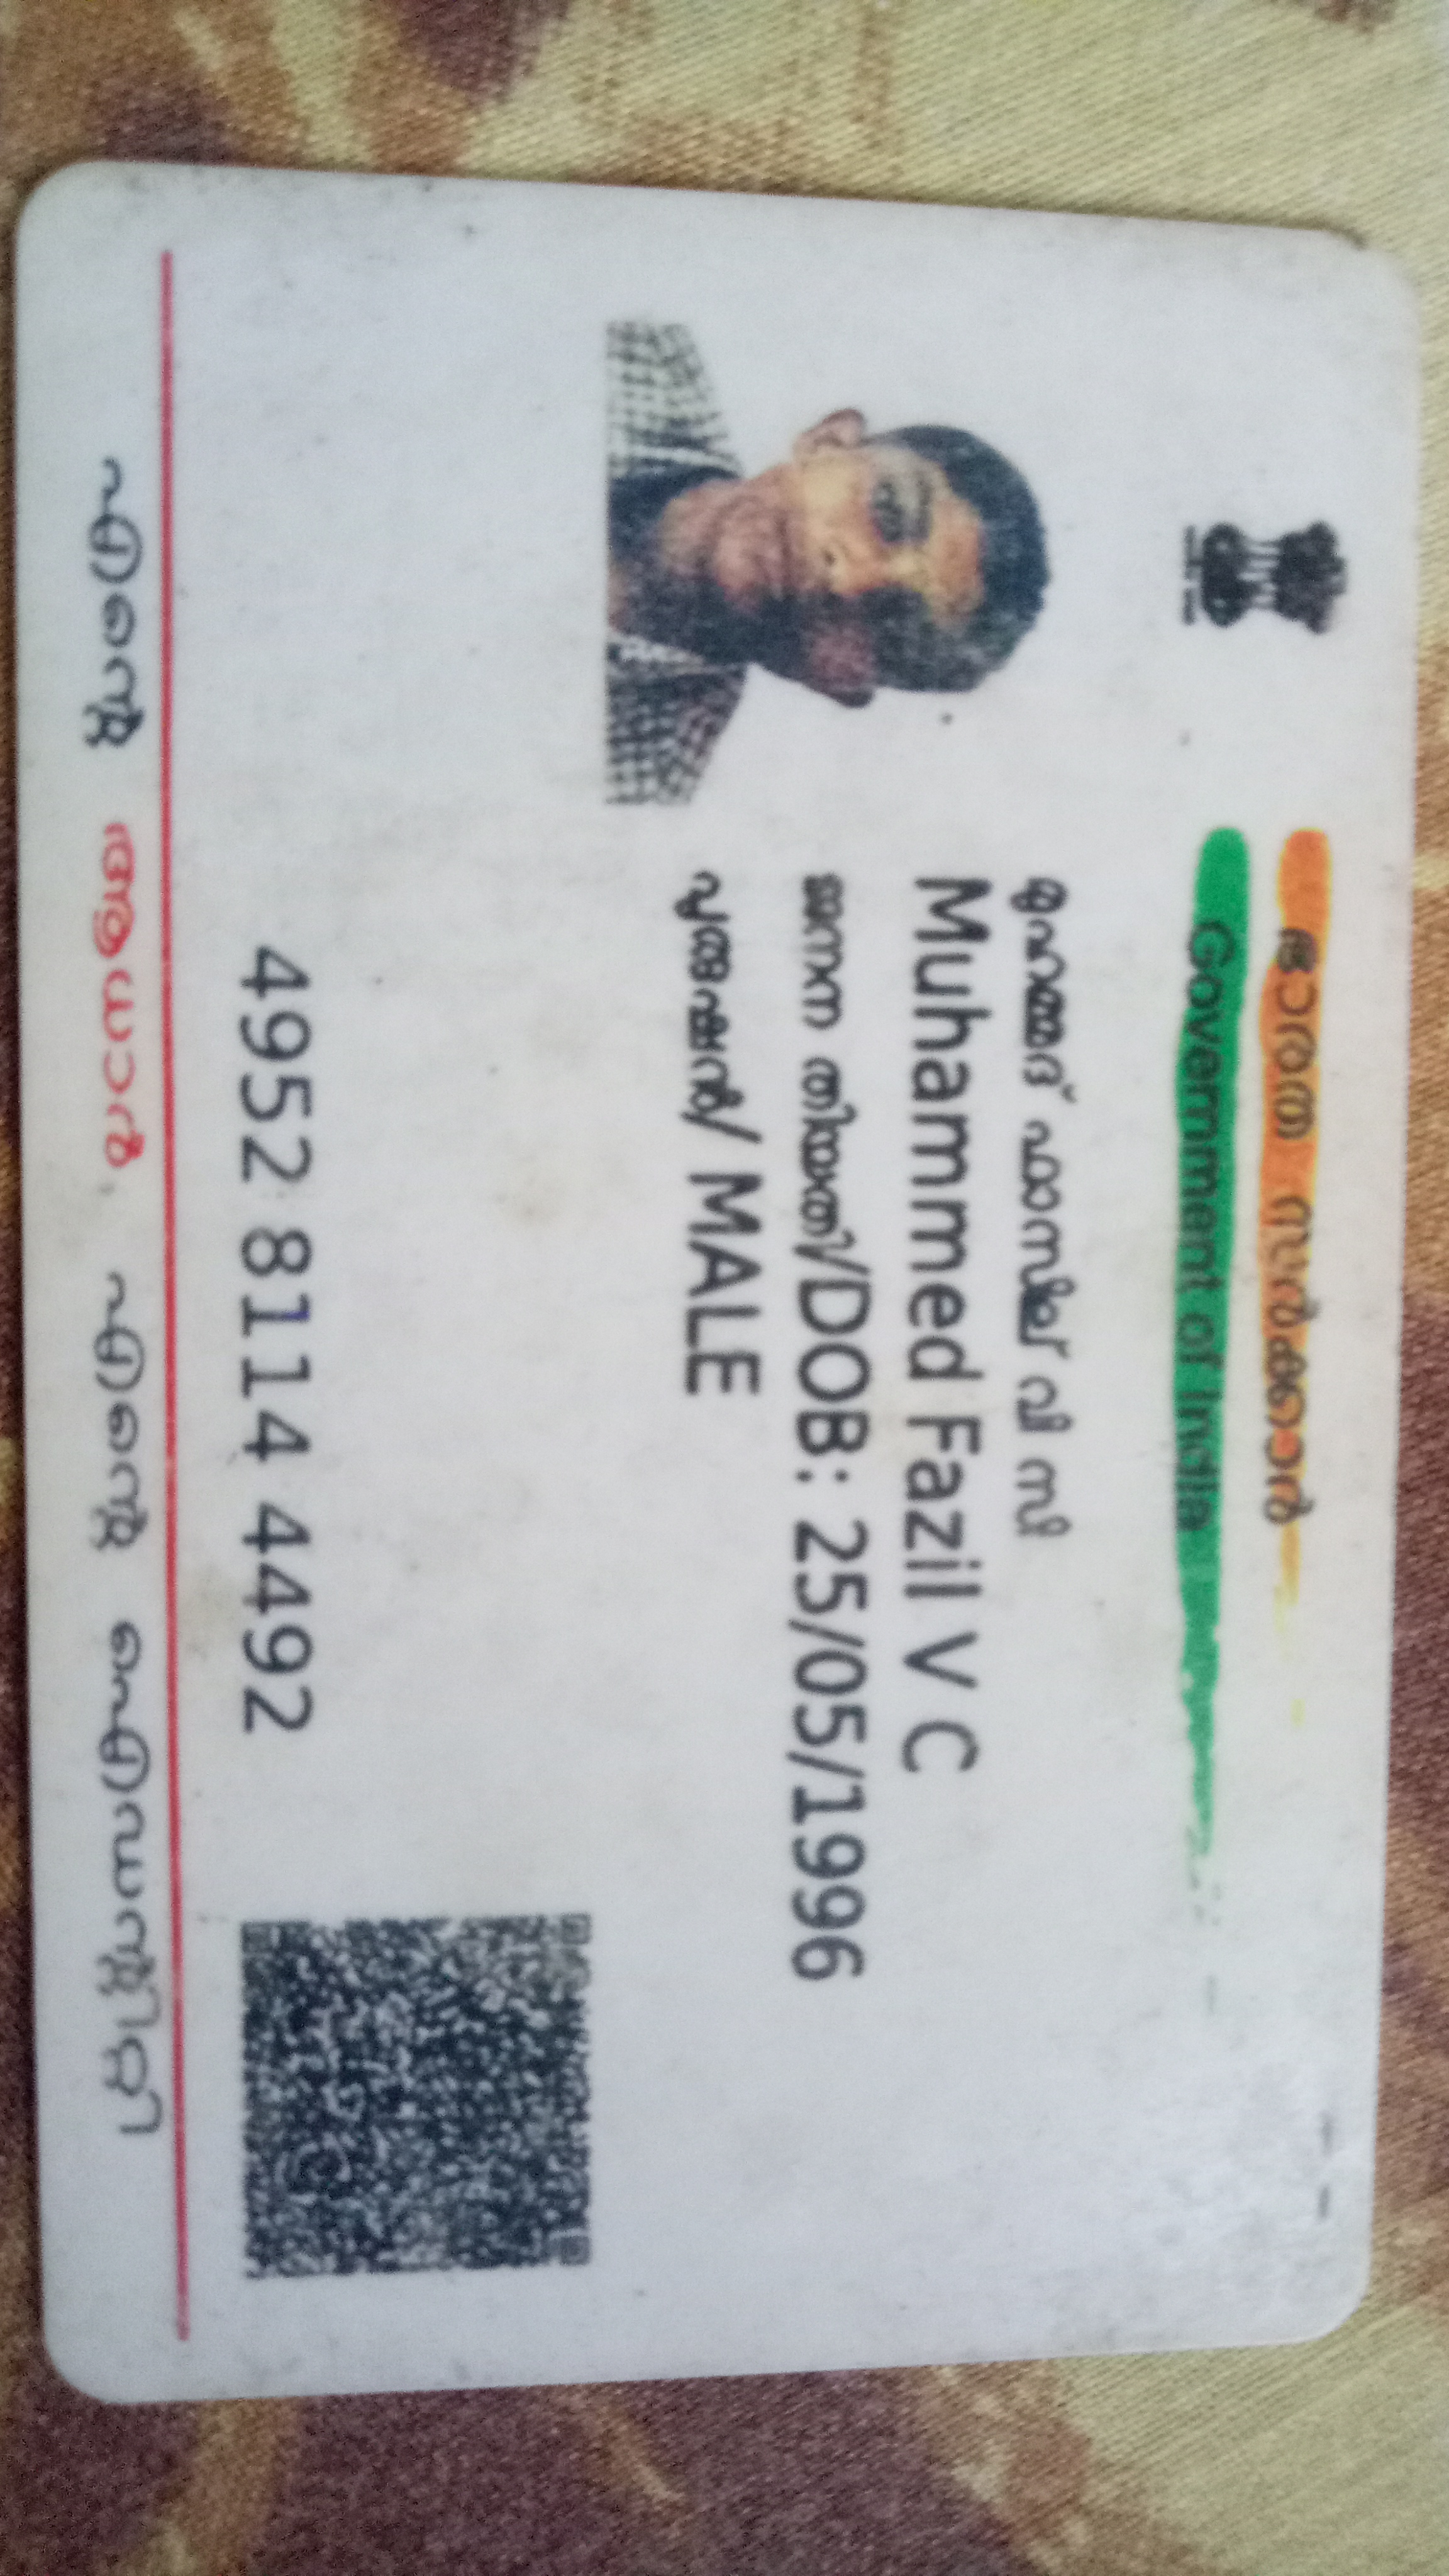 ഭാരത സർക്കാർ
Government of India
മുഹമ്മദ് ഫാസിൽ വി സി
Muhammed Fazil V C
ജനന തിയതി/DOB: 25/05/1996
പുരുഷൻ/ MALE
4952 8114 4492
എന്റെ ആധാർ, എന്റെ ഐഡന്റിറ്റി